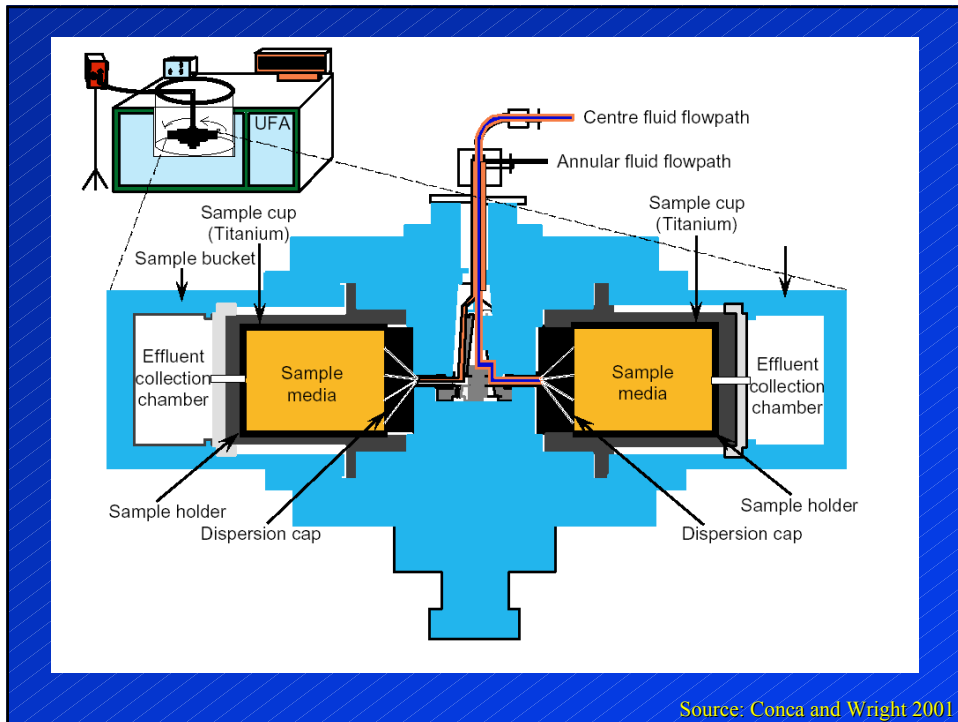 UFA
Centre fluid flowpath
Annular fluid flowpath
Sample cup
(Titanium)
Sample bucket
Sample cup
(Titanium)
Effluent
collection
chamber
Sample
media
Sample
media
Effluent
collection
chamber
Sample holder
Dispersion cap
Dispersion cap
Sample holder
Source: Conca and Wright 2001